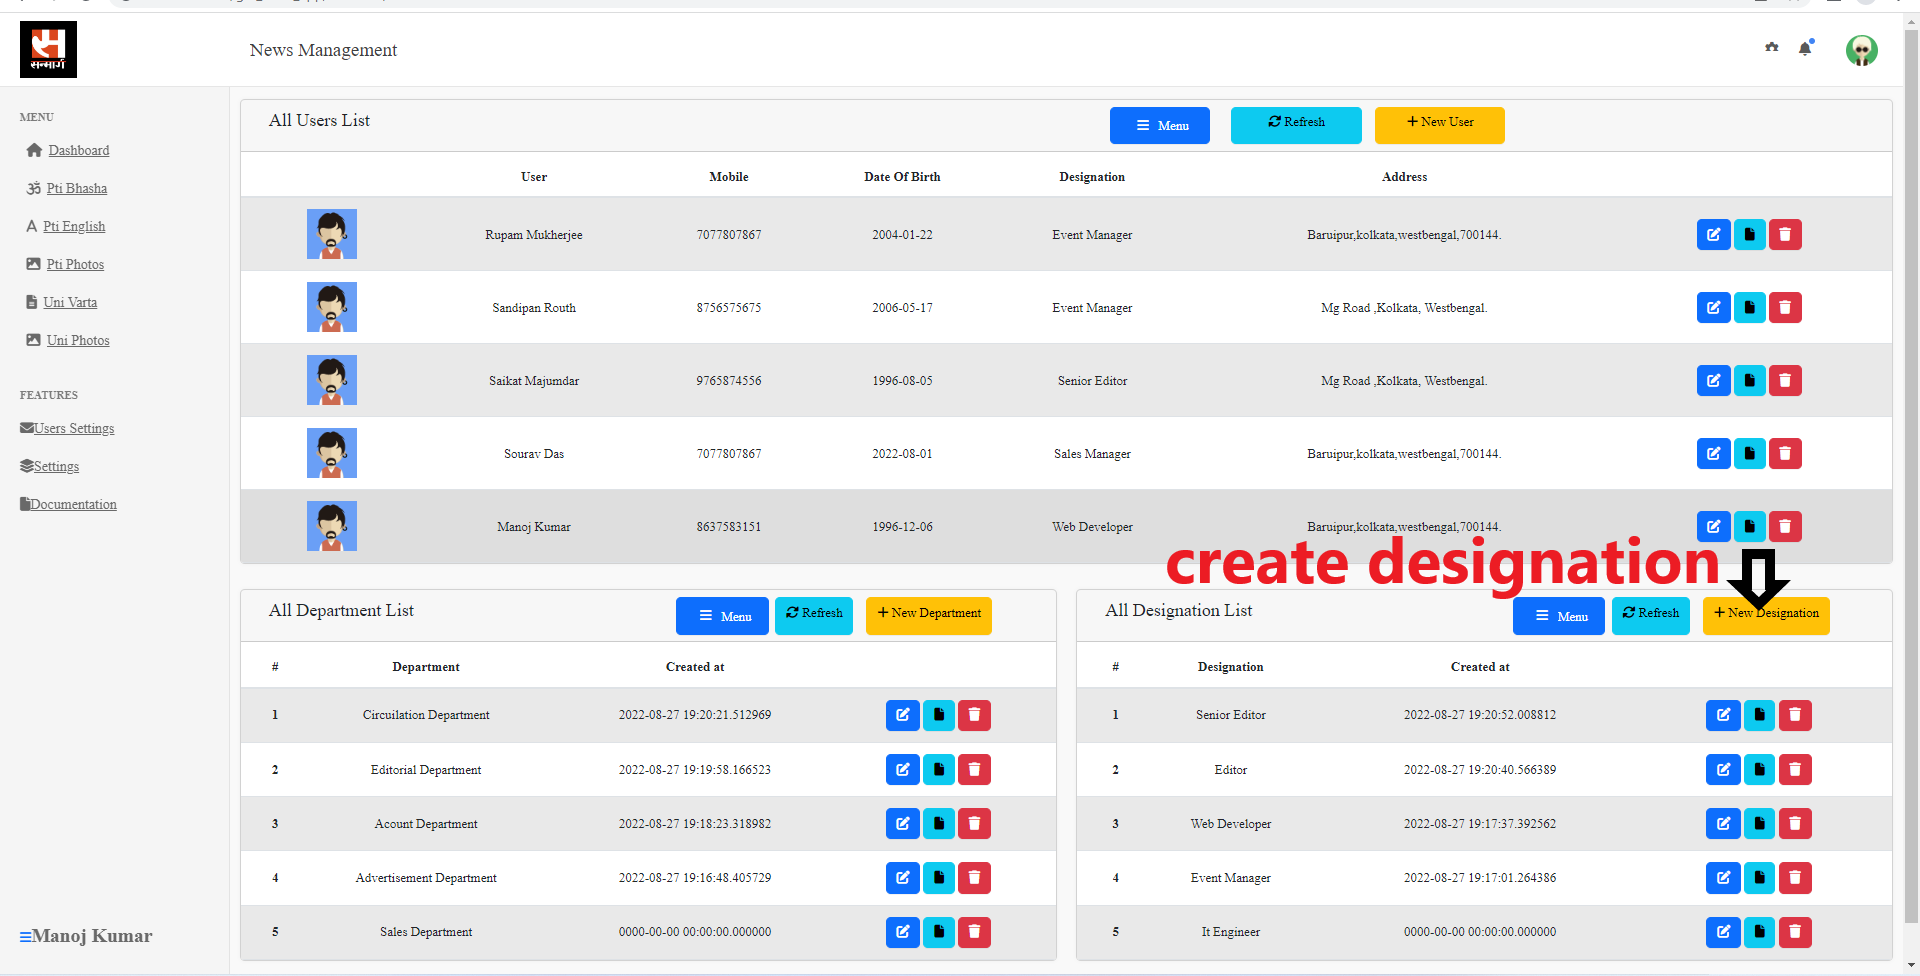 सन्मार्ग
News Management
MENU
Dashboard
Pti Bhasha
Pti English
Pti Photos
Uni Varta
Uni Photos
FEATURES
Users Settings
Settings
Documentation
Manoj Kumar
All Users List
Menu
Refresh
New User
User Mobile Date Of Birth Designation Address
Rupam Mukherjee 7077807867 2004-01-22 Event Manager Baruipur,kolkata,westbengal,700144.
Sandipan Routh 8756575675 2006-05-17 Event Manager Mg Road ,Kolkata, Westbengal.
Saikat Majumdar 9765874556 1996-08-05 Senior Editor Mg Road ,Kolkata, Westbengal.
Sourav Das 7077807867 2022-08-01 Sales Manager Baruipur,kolkata,westbengal,700144.
Manoj Kumar 8637583151 1996-12-06 Web Developer Baruipur,kolkata,westbengal,700144.
create designation
All Department List
Menu
Refresh
New Department
# Department Created at
1 Circuilation Department 2022-08-27 19:20:21.512969
2 Editorial Department 2022-08-27 19:19:58.166523
3 Acount Department 2022-08-27 19:18:23.318982
4 Advertisement Department 2022-08-27 19:16:48.405729
5 Sales Department 0000-00-00 00:00:00.000000
All Designation List
Menu
Refresh
New Designation
# Designation Created at
1 Senior Editor 2022-08-27 19:20:52.008812
2 Editor 2022-08-27 19:20:40.566389
3 Web Developer 2022-08-27 19:17:37.392562
4 Event Manager 2022-08-27 19:17:01.264386
5 It Engineer 0000-00-00 00:00:00.000000